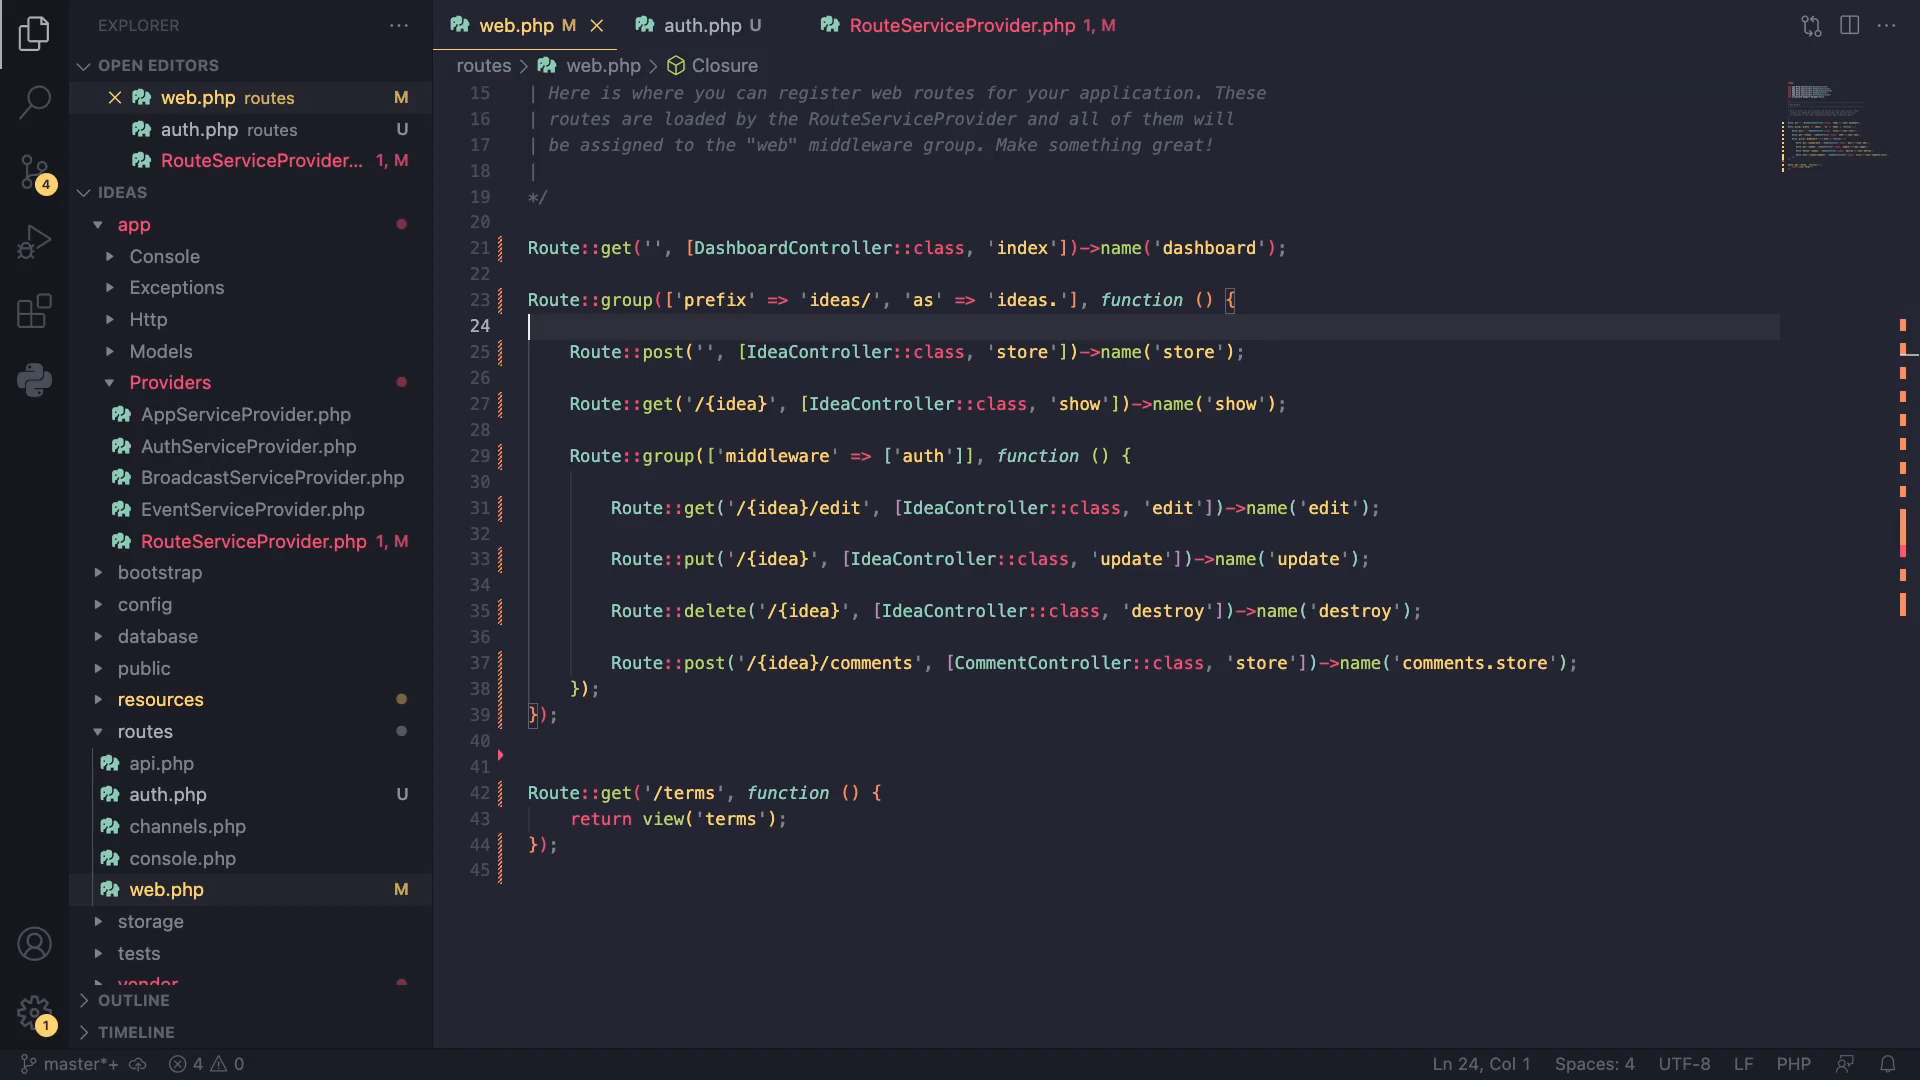 EXPLORER
OPEN EDITORS
web.php routes M
auth.php routes U
RouteServiceProvider... 1, M
IDEAS
app
Console
Exceptions
Http
Models
Providers
AppServiceProvider.php
AuthServiceProvider.php
BroadcastServiceProvider.php
EventServiceProvider.php
RouteServiceProvider.php 1, M
bootstrap
config
database
public
resources
routes
api.php
auth.php U
channels.php
console.php
web.php M
storage
tests
vendor
OUTLINE
TIMELINE
4
1
web.php M
auth.php U
RouteServiceProvider.php 1, M
routes > web.php > Closure
15 | Here is where you can register web routes for your application. These
16 | routes are loaded by the RouteServiceProvider and all of them will
17 | be assigned to the "web" middleware group. Make something great!
18 |
19 */
20
21 Route::get('', [DashboardController::class, 'index'])->name('dashboard');
22
23 Route::group(['prefix' => 'ideas/', 'as' => 'ideas.'], function () {
24
25 Route::post('', [IdeaController::class, 'store'])->name('store');
26
27 Route::get('/{idea}', [IdeaController::class, 'show'])->name('show');
28
29 Route::group(['middleware' => ['auth']], function () {
30
31 Route::get('/{idea}/edit', [IdeaController::class, 'edit'])->name('edit');
32
33 Route::put('/{idea}', [IdeaController::class, 'update'])->name('update');
34
35 Route::delete('/{idea}', [IdeaController::class, 'destroy'])->name('destroy');
36
37 Route::post('/{idea}/comments', [CommentController::class, 'store'])->name('comments.store');
38 });
39 });
40
41
42 Route::get('/terms', function () {
43 return view('terms');
44 });
45
master*+ 4 0
Ln 24, Col 1 Spaces: 4 UTF-8 LF PHP